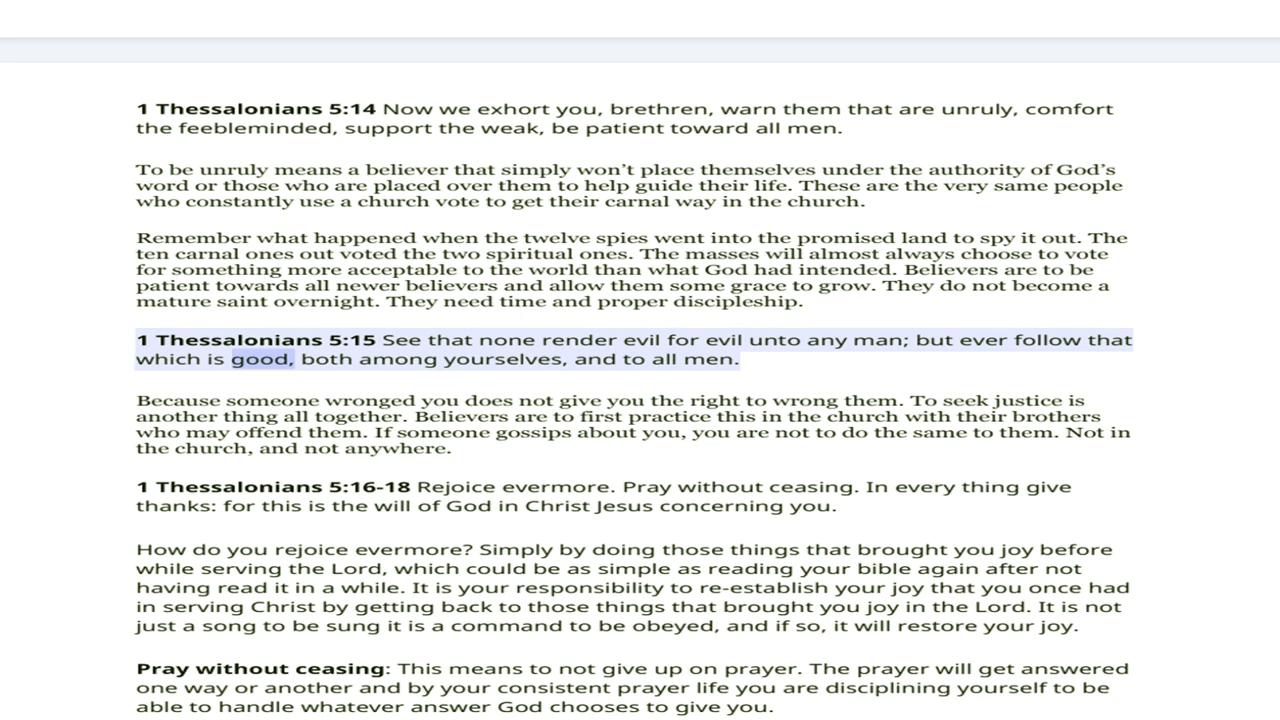 1 Thessalonians 5:14 Now we exhort you, brethren, warn them that are unruly, comfort
the feebleminded, support the weak, be patient toward all men.
To be unruly means a believer that simply won’t place themselves under the authority of God’s
word or those who are placed over them to help guide their life. These are the very same people
who constantly use a church vote to get their carnal way in the church.
Remember what happened when the twelve spies went into the promised land to spy it out. The
ten carnal ones out voted the two spiritual ones. The masses will almost always choose to vote
for something more acceptable to the world than what God had intended. Believers are to be
patient towards all newer believers and allow them some grace to grow. They do not become a
mature saint overnight. They need time and proper discipleship.
1 Thessalonians 5:15 See that none render evil for evil unto any man; but ever follow that
which is good, both among yourselves, and to all men.
Because someone wronged you does not give you the right to wrong them. To seek justice is
another thing all together. Believers are to first practice this in the church with their brothers
who may offend them. If someone gossips about you, you are not to do the same to them. Not in
the church, and not anywhere.
1 Thessalonians 5:16-18 Rejoice evermore. Pray without ceasing. In every thing give
thanks: for this is the will of God in Christ Jesus concerning you.
How do you rejoice evermore? Simply by doing those things that brought you joy before
while serving the Lord, which could be as simple as reading your bible again after not
having read it in a while. It is your responsibility to re-establish your joy that you once had
in serving Christ by getting back to those things that brought you joy in the Lord. It is not
just a song to be sung it is a command to be obeyed, and if so, it will restore your joy.
Pray without ceasing: This means to not give up on prayer. The prayer will get answered
one way or another and by your consistent prayer life you are disciplining yourself to be
able to handle whatever answer God chooses to give you.